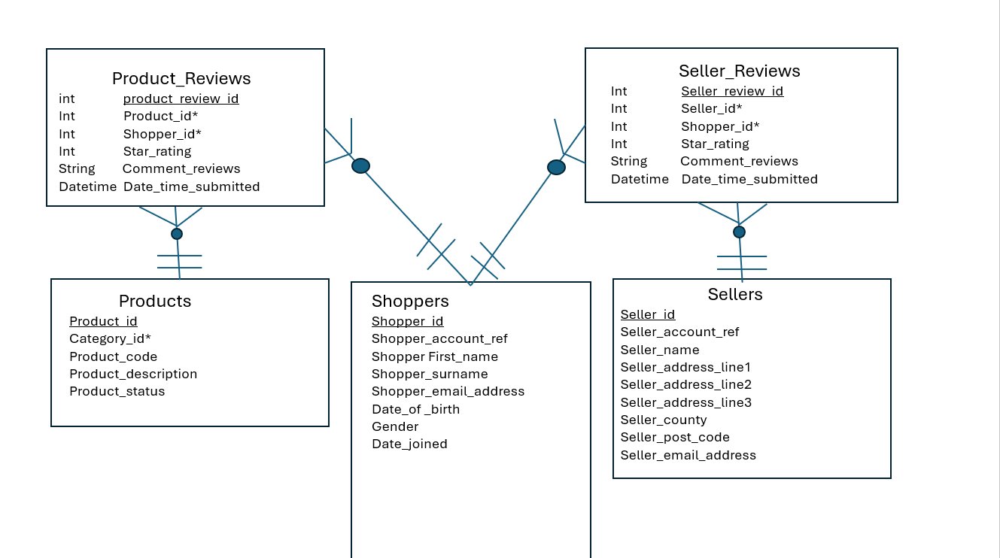 Product_Reviews
int product_review_id
Int Product_id*
Int Shopper_id*
Int Star_rating
String Comment_reviews
Datetime Date_time_submitted
Seller_Reviews
Int Seller_review_id
Int Seller_id*
Int Shopper_id*
Int Star_rating
String Comment_reviews
Datetime Date_time_submitted
Products
Product_id
Category_id*
Product_code
Product_description
Product_status
Shoppers
Shopper_id
Shopper_account_ref
Shopper First_name
Shopper_surname
Shopper_email_address
Date_of _birth
Gender
Date_joined
Sellers
Seller_id
Seller_account_ref
Seller_name
Seller_address_line1
Seller_address_line2
Seller_address_line3
Seller_county
Seller_post_code
Seller_email_address